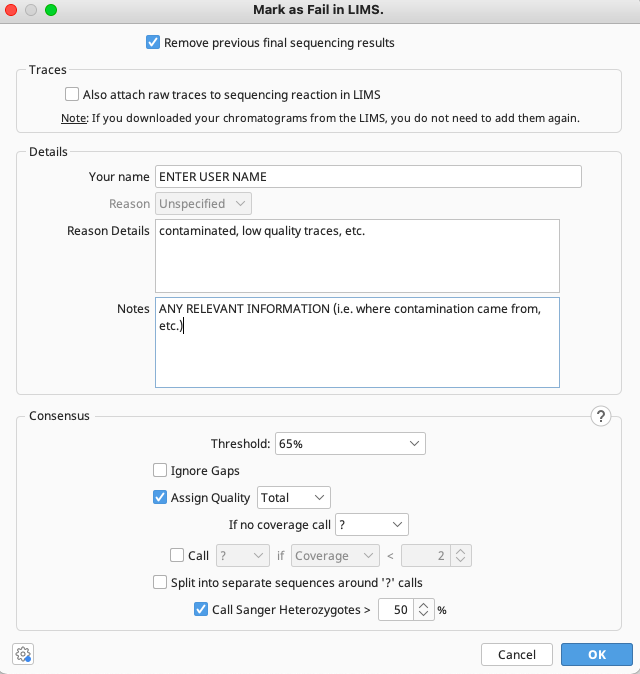 Mark as Fail in LIMS.
Remove previous final sequencing results
Traces
Also attach raw traces to sequencing reaction in LIMS
Note: If you downloaded your chromatograms from the LIMS, you do not need to add them again.
Details
Your name ENTER USER NAME
Reason Unspecified
Reason Details contaminated, low quality traces, etc.
Notes ANY RELEVANT INFORMATION (i.e. where contamination came from,
etc.)
Consensus ?
Threshold: 65%
Ignore Gaps
Assign Quality Total
If no coverage call ?
Call ? if Coverage < 2
Split into separate sequences around '?' calls
Call Sanger Heterozygotes > 50 %
Cancel OK